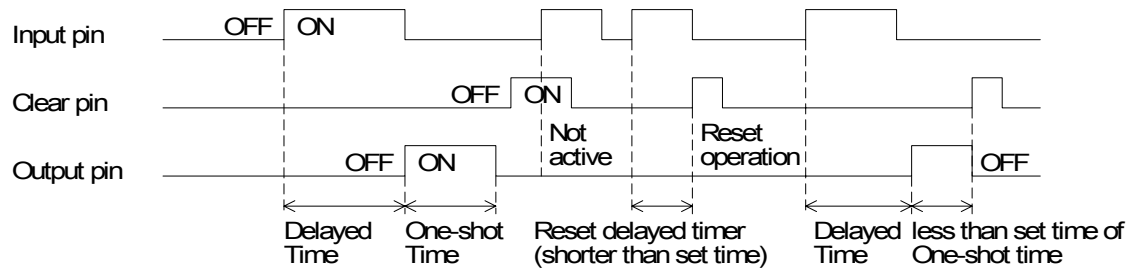 Input pin OFF ON
Clear pin OFF ON
Not active
Reset operation
Output pin OFF ON OFF
Delayed Time
One-shot Time
Reset delayed timer
(shorter than set time)
Delayed Time
less than set time of
One-shot time